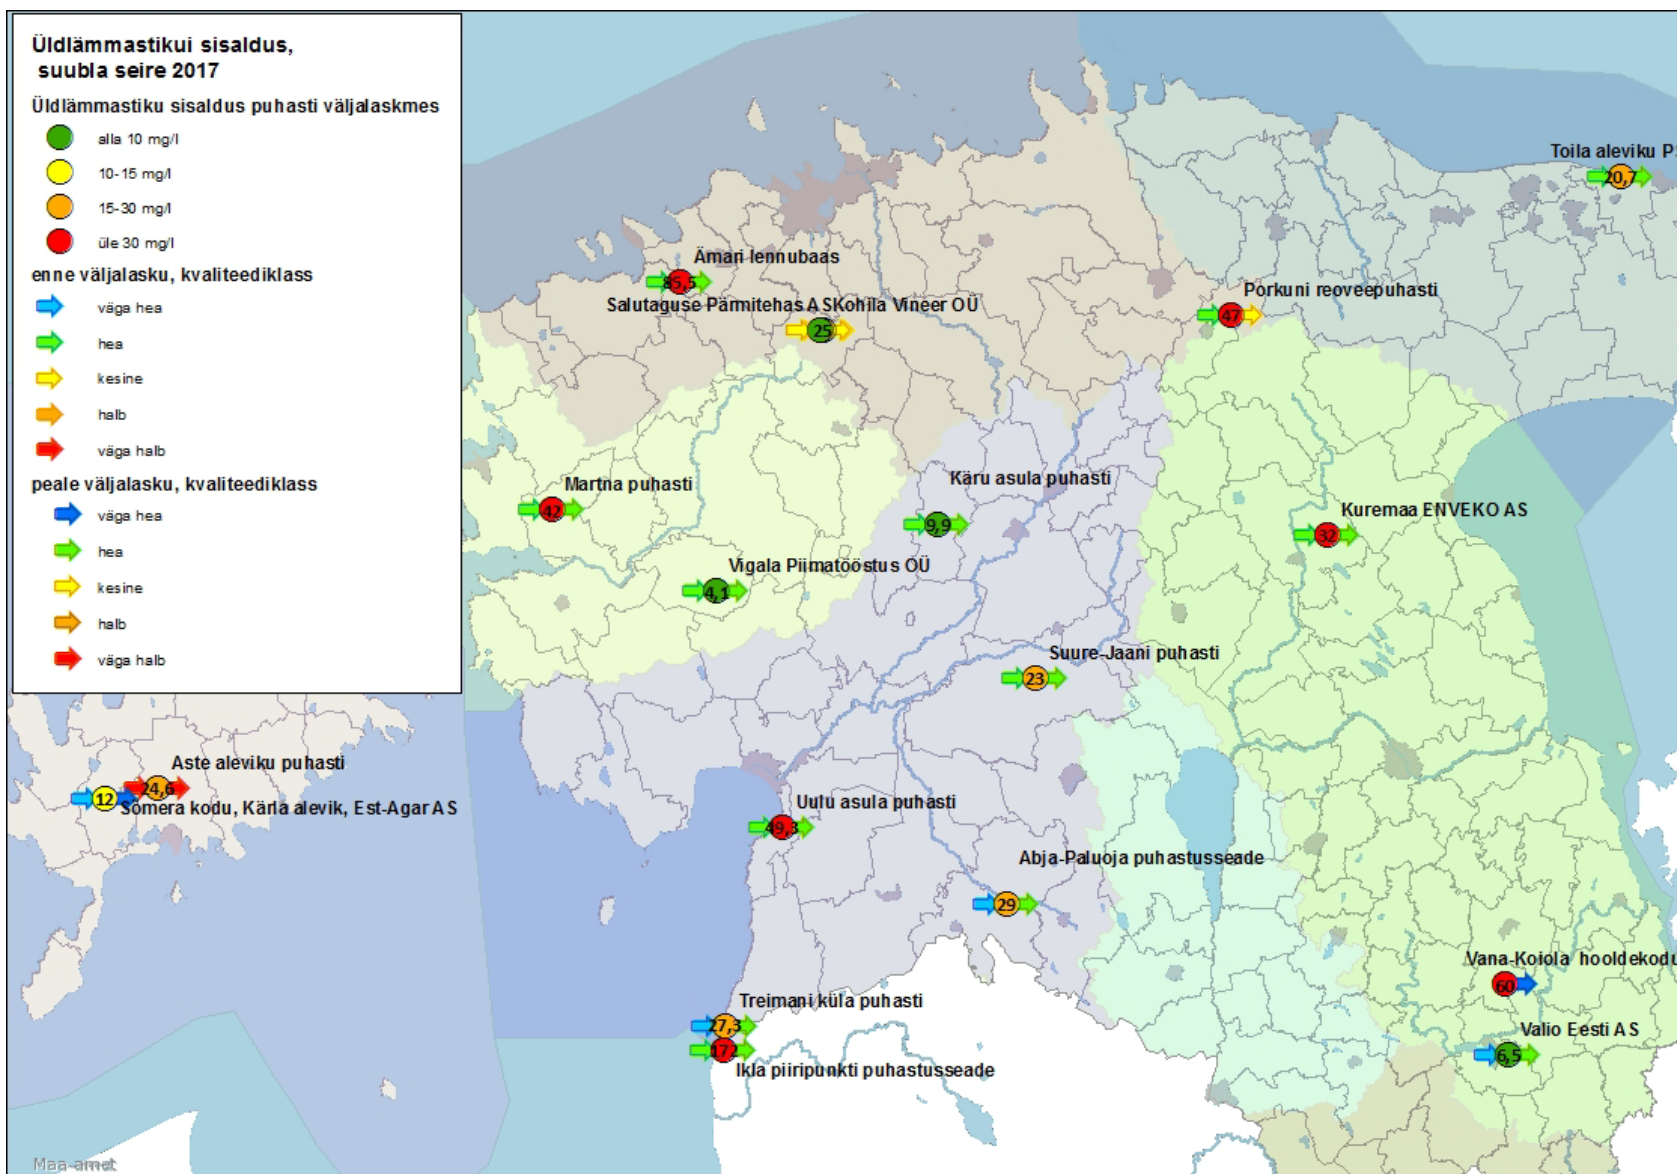 Üldlämmastikui sisaldus,
suubla seire 2017
Üldlämmastiku sisaldus puhasti väljalaskmes
alla 10 mg/l
10-15 mg/l
15-30 mg/l
üle 30 mg/l
enne väljalasku, kvaliteediklass
väga hea
hea
kesine
halb
väga halb
peale väljalasku, kvaliteediklass
väga hea
hea
kesine
halb
väga halb
Toila aleviku
20,7
Ämari lennubaas
85,5
Salutaguse Pärmitehas ASKohila Vineer OÜ
25
Porkuni reoveepuhasti
47
Martna puhasti
42
Käru asula puhasti
9,9
Kuremaa ENVEKO AS
32
Vigala Piimatööstus OÜ
4,1
Suure-Jaani puhasti
23
Aste aleviku puhasti
24,6
12
Sõmera kodu, Kärla alevik, Est-Agar AS
Uulu asula puhasti
49,3
Abja-Paluoja puhastusseade
29
Vana-Koiola hooldekodu
60
Treimani küla puhasti
27,3
172
Ikla piiripunkti puhastusseade
Valio Eesti AS
6,5
Maa-amet